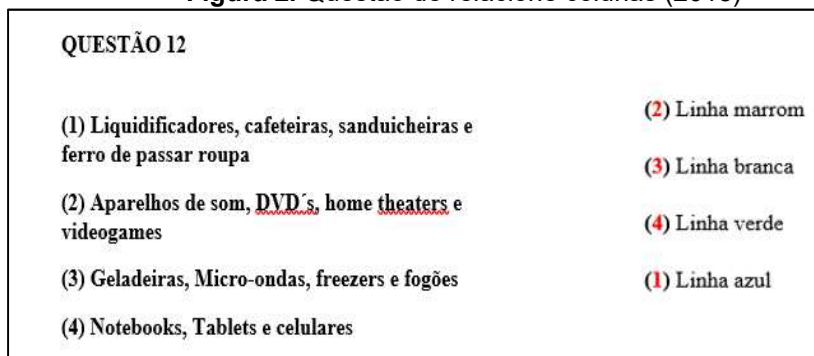 Figura 2. Questão de relacione colunas (2018)
QUESTÃO 12
(1) Liquidificadores, cafeteiras, sanduicheiras e
ferro de passar roupa
(2) Aparelhos de som, DVD´s, home theaters e
videogames
(3) Geladeiras, Micro-ondas, freezers e fogões
(4) Notebooks, Tablets e celulares
(2) Linha marrom
(3) Linha branca
(4) Linha verde
(1) Linha azul